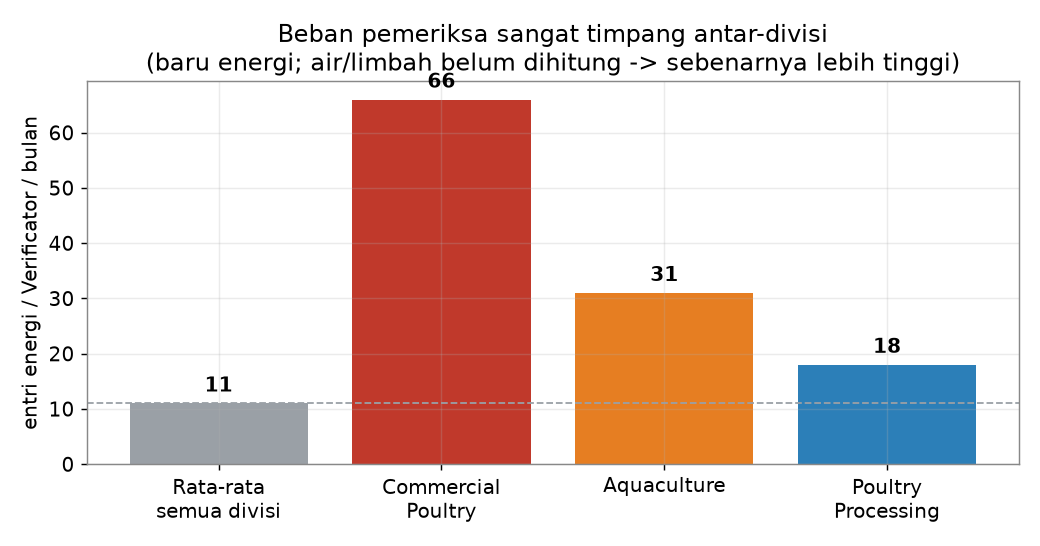 Beban pemeriksa sangat timpang antar-divisi
(baru energi; air/limbah belum dihitung -> sebenarnya lebih tinggi)
entri energi / Verificator / bulan
60
50
40
30
20
10
0
11
66
31
18
Rata-rata
semua divisi
Commercial
Poultry
Aquaculture
Poultry
Processing